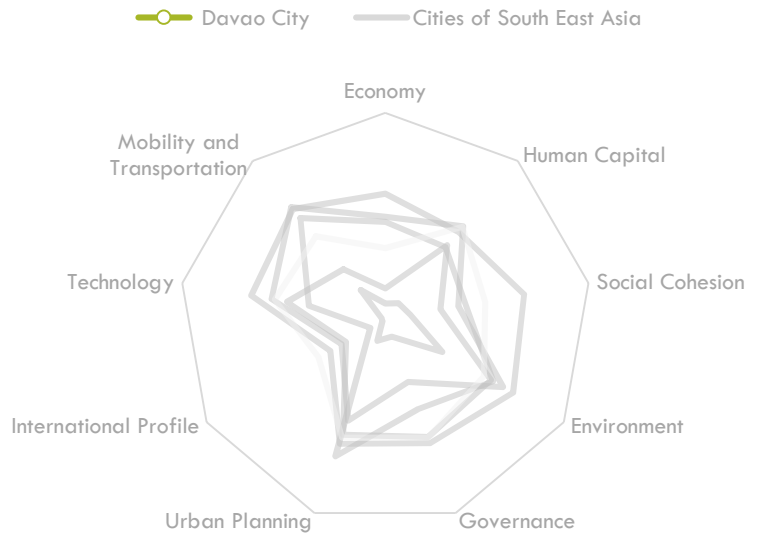 Davao City
Cities of South East Asia
Economy
Mobility and
Transportation
Human Capital
Technology
Social Cohesion
International Profile
Environment
Urban Planning
Governance